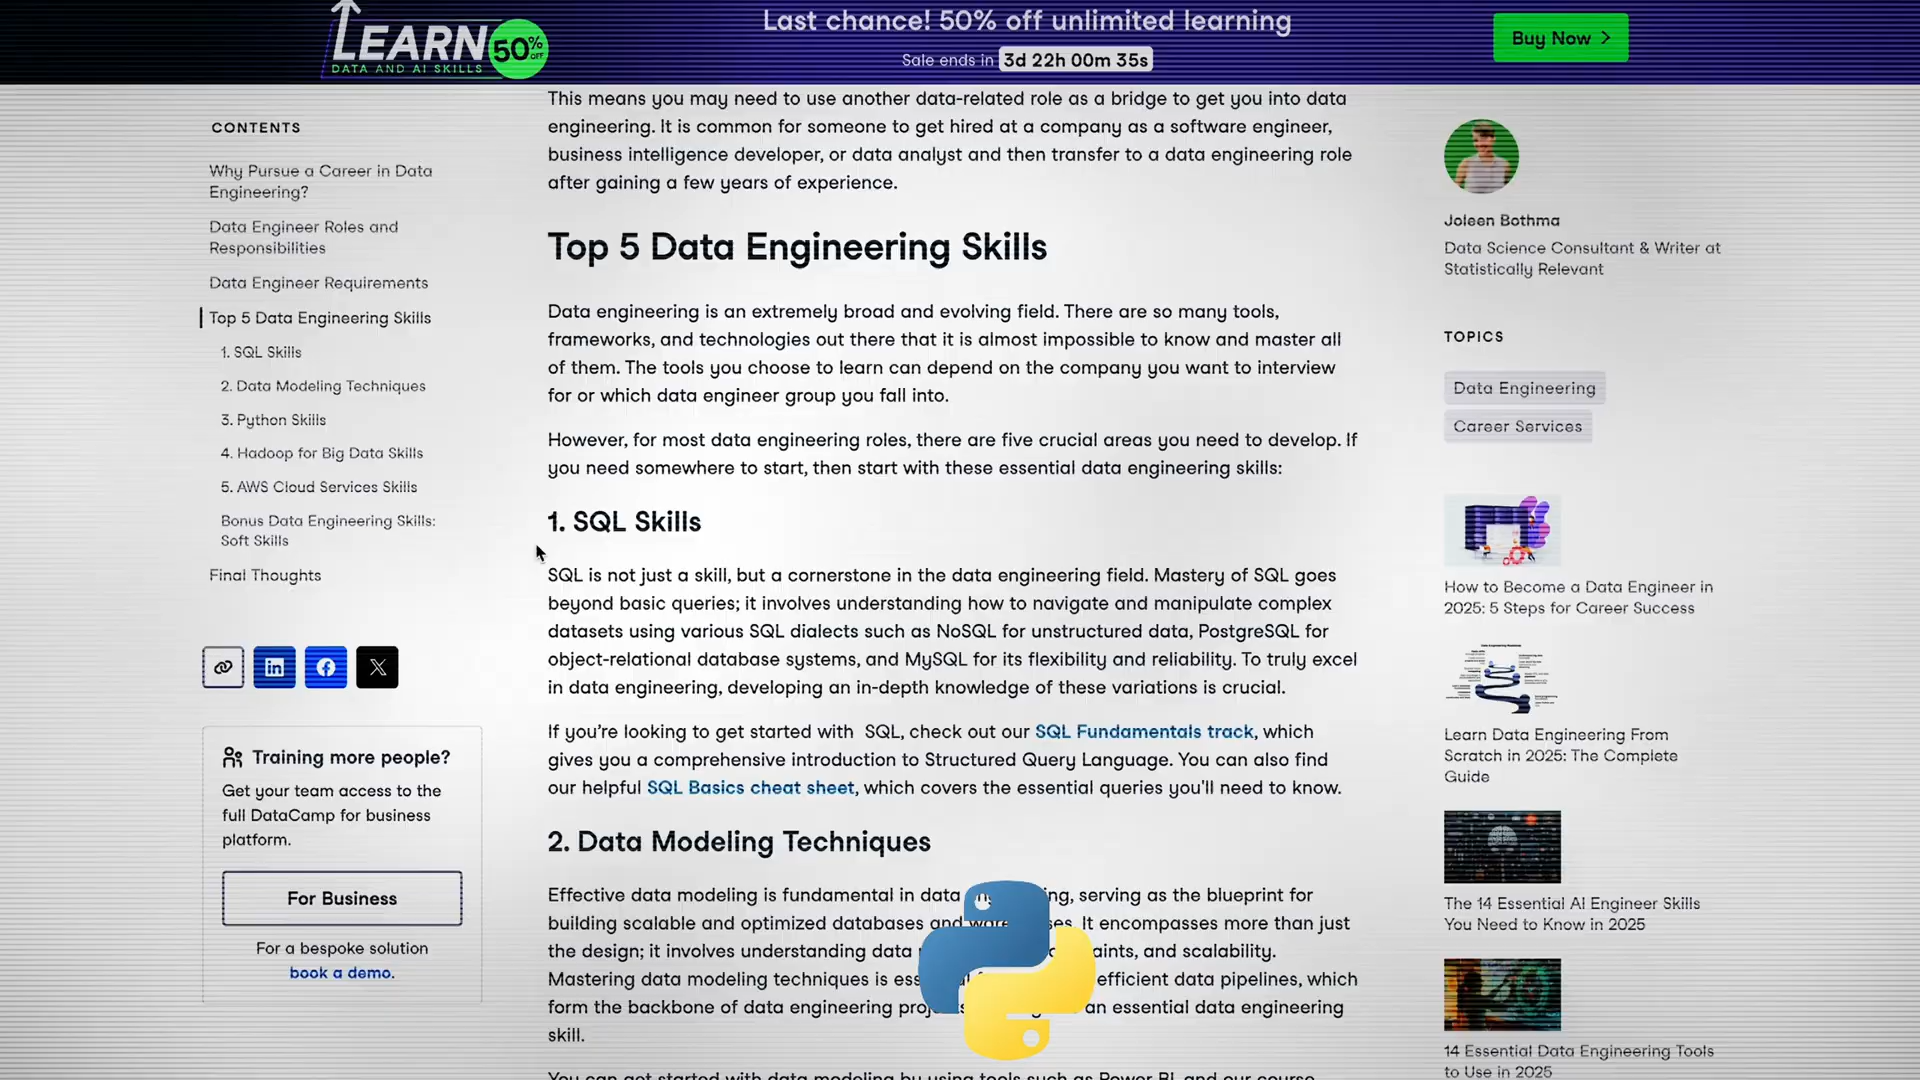 LEARN
50%
OFF
DATA AND AI SKILLS
Last chance! 50% off unlimited learning
Sale ends in 3d 22h 00m 35s
Buy Now
CONTENTS
Why Pursue a Career in Data
Engineering?
Data Engineer Roles and
Responsibilities
Data Engineer Requirements
Top 5 Data Engineering Skills
1. SQL Skills
2. Data Modeling Techniques
3. Python Skills
4. Hadoop for Big Data Skills
5. AWS Cloud Services Skills
Bonus Data Engineering Skills:
Soft Skills
Final Thoughts
in
f
X
Training more people?
Get your team access to the
full DataCamp for business
platform.
For Business
For a bespoke solution
book a demo.
This means you may need to use another data-related role as a bridge to get you into data
engineering. It is common for someone to get hired at a company as a software engineer,
business intelligence developer, or data analyst and then transfer to a data engineering role
after gaining a few years of experience.
Top 5 Data Engineering Skills
Data engineering is an extremely broad and evolving field. There are so many tools,
frameworks, and technologies out there that it is almost impossible to know and master all
of them. The tools you choose to learn can depend on the company you want to interview
for or which data engineer group you fall into.
However, for most data engineering roles, there are five crucial areas you need to develop. If
you need somewhere to start, then start with these essential data engineering skills:
1. SQL Skills
SQL is not just a skill, but a cornerstone in the data engineering field. Mastery of SQL goes
beyond basic queries; it involves understanding how to navigate and manipulate complex
datasets using various SQL dialects such as NoSQL for unstructured data, PostgreSQL for
object-relational database systems, and MySQL for its flexibility and reliability. To truly excel
in data engineering, developing an in-depth knowledge of these variations is crucial.
If you're looking to get started with SQL, check out our SQL Fundamentals track, which
gives you a comprehensive introduction to Structured Query Language. You can also find
our helpful SQL Basics cheat sheet, which covers the essential queries you'll need to know.
2. Data Modeling Techniques
Effective data modeling is fundamental in data serving as the blueprint for
building scalable and optimized databases and It encompasses more than just
the design; it involves understanding data and scalability.
Mastering data modeling techniques is efficient data pipelines, which
form the backbone of data engineering an essential data engineering
skill.
You can get started with data modeling by using tools such as Power BI, and our course
Joleen Bothma
Data Science Consultant & Writer at
Statistically Relevant
TOPICS
Data Engineering
Career Services
How to Become a Data Engineer in
2025: 5 Steps for Career Success
Learn Data Engineering From
Scratch in 2025: The Complete
Guide
The 14 Essential AI Engineer Skills
You Need to Know in 2025
14 Essential Data Engineering Tools
to Use in 2025